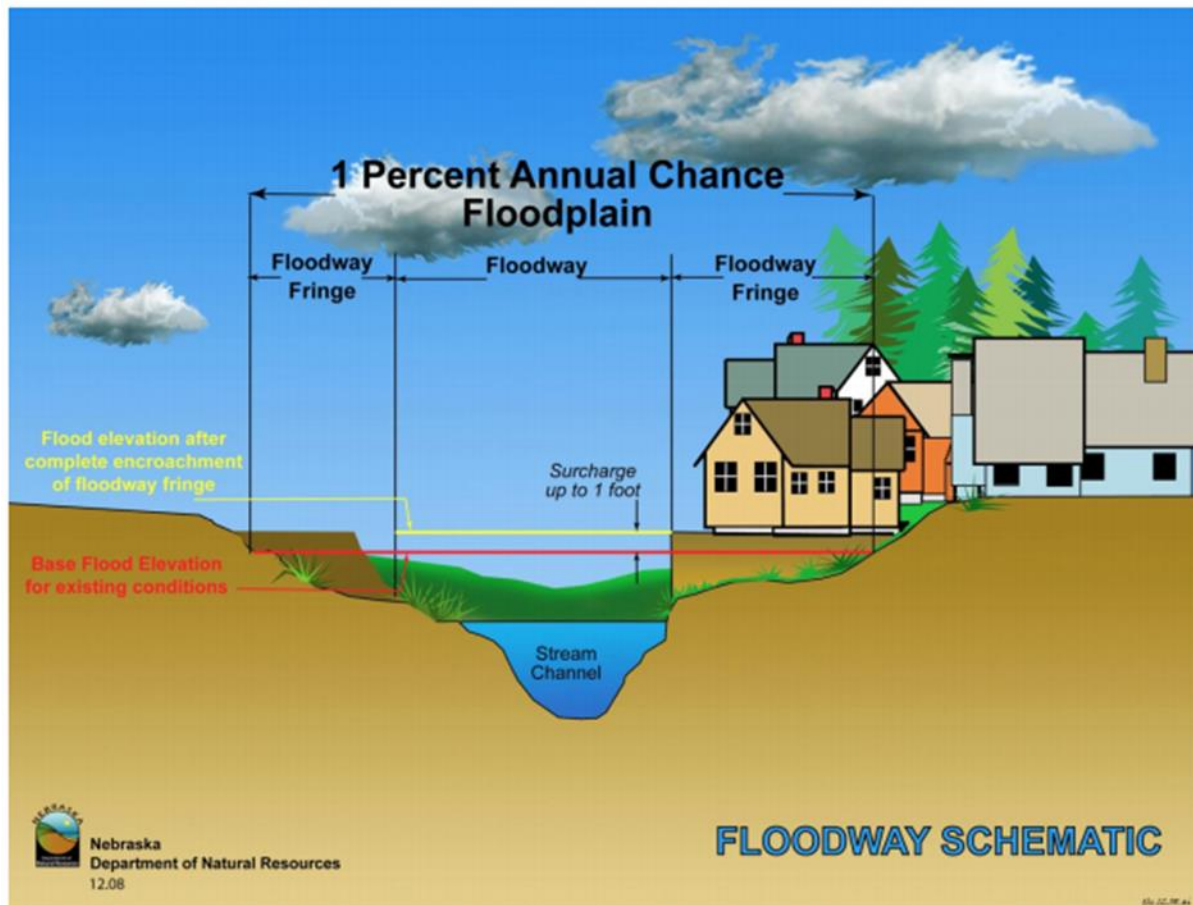 1 Percent Annual Chance
Floodplain
Floodway
Fringe
Floodway
Floodway
Fringe
Flood elevation after
complete encroachment
of floodway fringe
Surcharge
up to 1 foot
Base Flood Elevation
for existing conditions
Stream
Channel
NEBRASKA
Nebraska
Department of Natural Resources
12.08
FLOODWAY SCHEMATIC